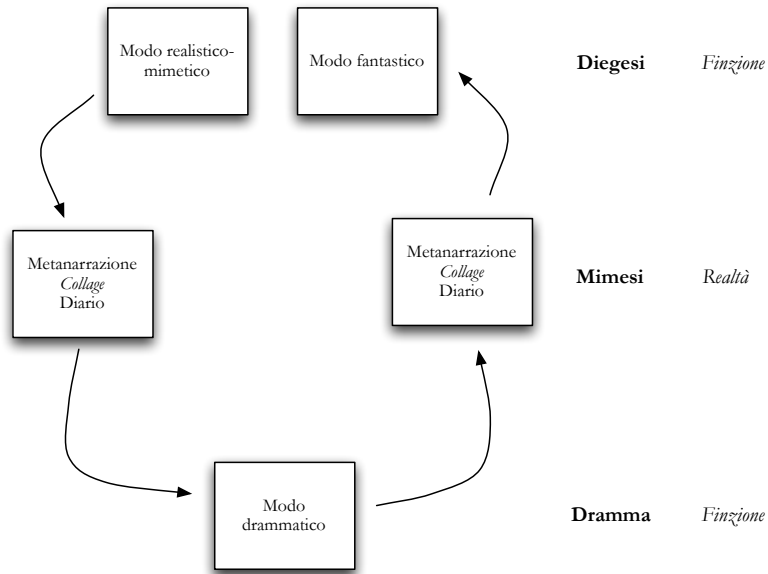 Modo realistico-
mimetico
Modo fantastico
Diegesi
Finzione
Metanarrazione
Collage
Diario
Metanarrazione
Collage
Diario
Mimesi
Realtà
Modo
drammatico
Dramma
Finzione